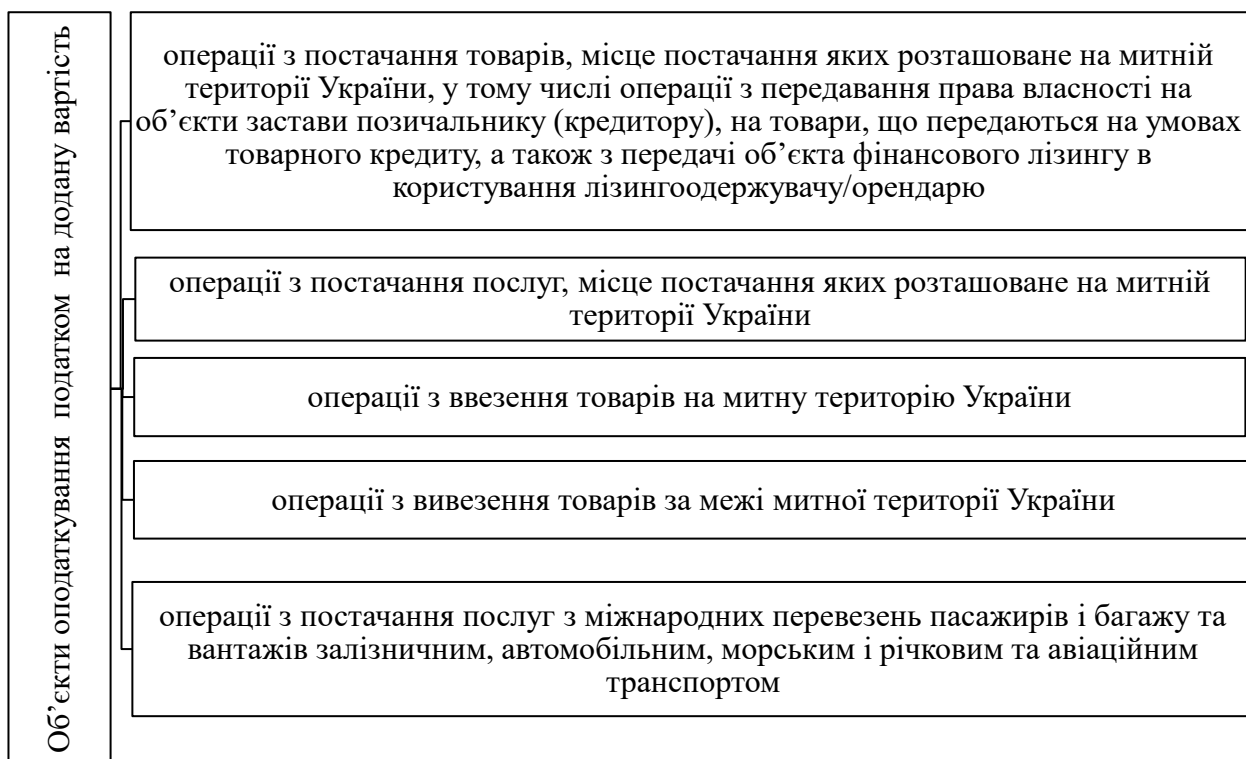 Об’єкти оподаткування податком на додану вартість
операції з постачання товарів, місце постачання яких розташоване на митній
території України, у тому числі операції з передавання права власності на
об’єкти застави позичальнику (кредитору), на товари, що передаються на умовах
товарного кредиту, а також з передачі об’єкта фінансового лізингу в
користування лізингоодержувачу/орендарю
операції з постачання послуг, місце постачання яких розташоване на митній
території України
операції з ввезення товарів на митну територію України
операції з вивезення товарів за межі митної території України
операції з постачання послуг з міжнародних перевезень пасажирів і багажу та
вантажів залізничним, автомобільним, морським і річковим та авіаційним
транспортом